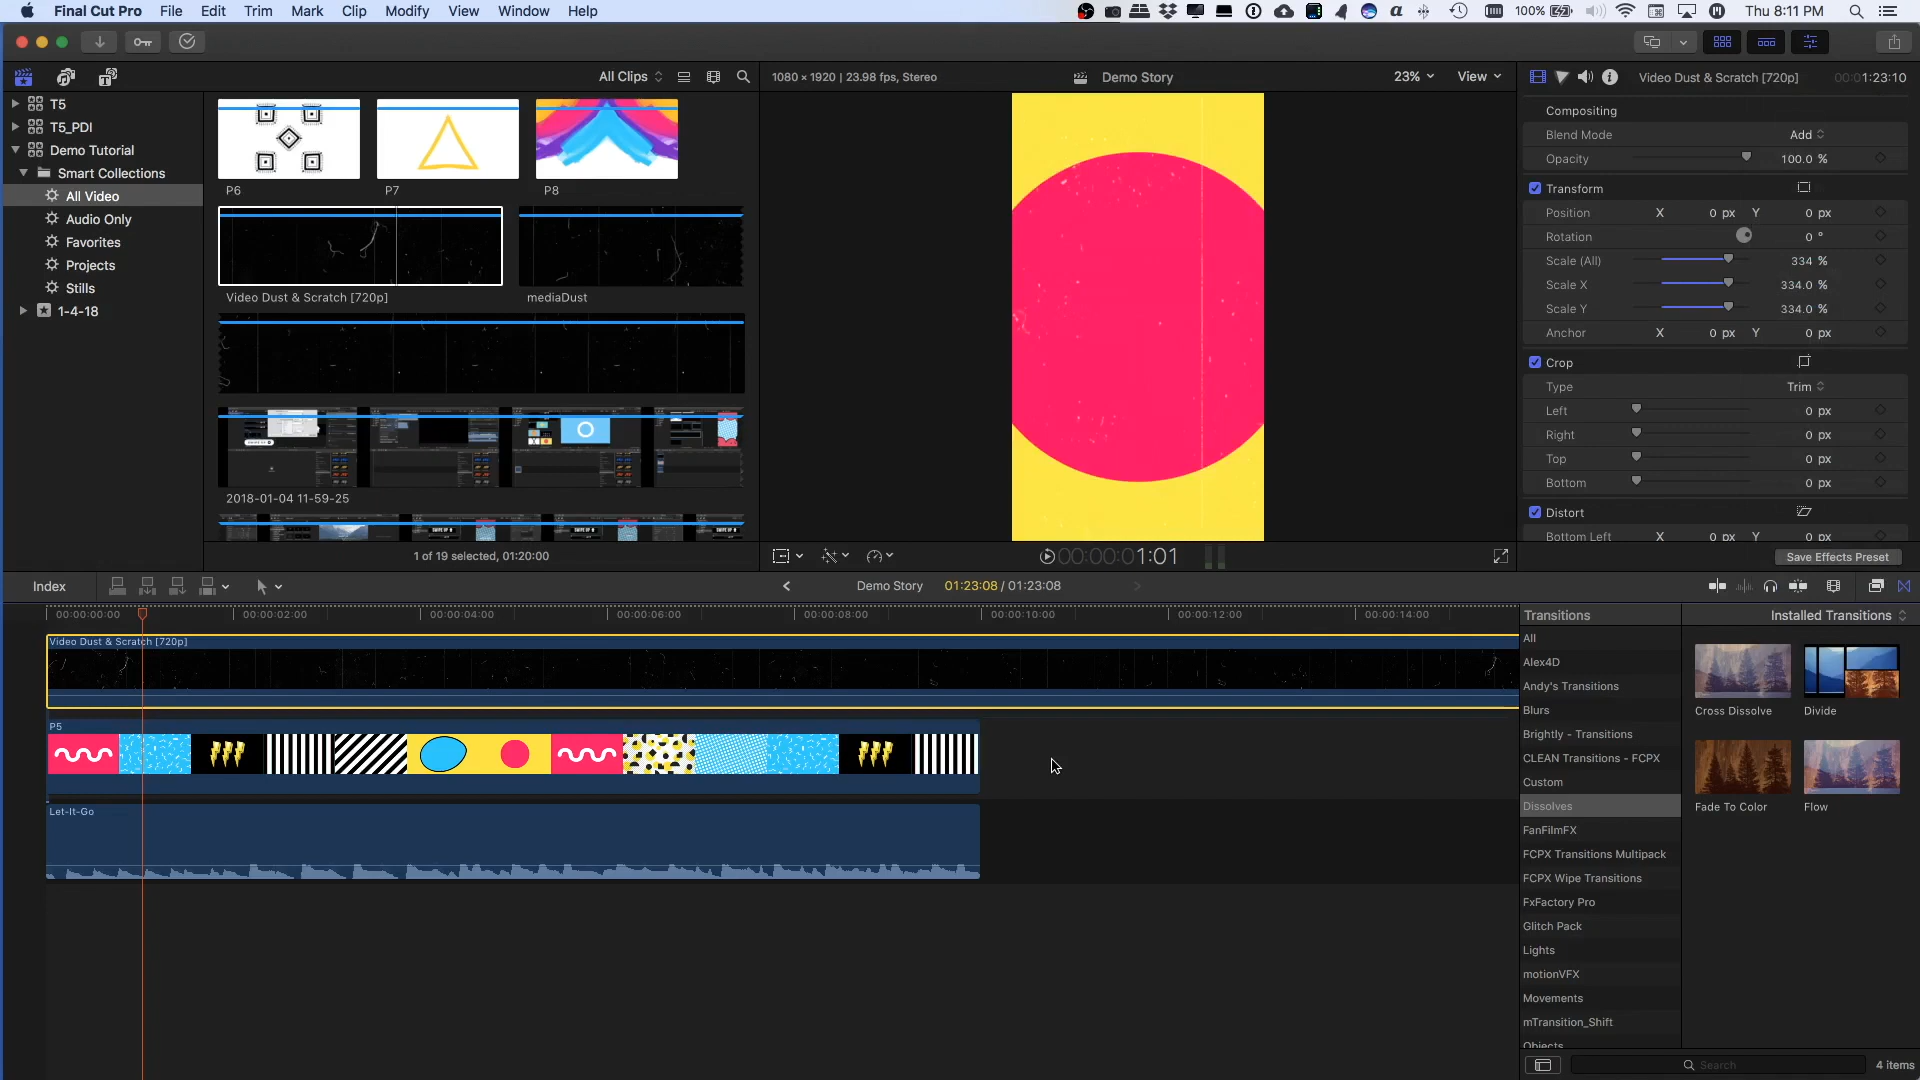 Final Cut Pro File Edit Trim Mark Clip Modify View Window Help 100% Thu 8:11 PM
All Clips 1080 × 1920 | 23.98 fps, Stereo Demo Story 23% View Video Dust & Scratch [720p] 00:00:01:23:10
T5
T5_PDI
Demo Tutorial
Smart Collections
All Video
Audio Only
Favorites
Projects
Stills
1-4-18
P6 P7 P8
Video Dust & Scratch [720p] mediaDust
2018-01-04 11-59-25
1 of 19 selected, 01:20:00
00:00:01:01
Compositing
Blend Mode Add
Opacity 100.0 %
Transform
Position X 0 px Y 0 px
Rotation 0 °
Scale (All) 334 %
Scale X 334.0 %
Scale Y 334.0 %
Anchor X 0 px Y 0 px
Crop
Type Trim
Left 0 px
Right 0 px
Top 0 px
Bottom 0 px
Distort
Bottom Left X 0 px Y 0 px
Save Effects Preset
Index Demo Story 01:23:08 / 01:23:08
00:00:00:00 00:00:02:00 00:00:04:00 00:00:06:00 00:00:08:00 00:00:10:00 00:00:12:00 00:00:14:00
Video Dust & Scratch [720p]
P5
Let-It-Go
Transitions Installed Transitions
All
Alex4D
Andy's Transitions
Blurs
Brightly - Transitions
CLEAN Transitions - FCPX
Custom
Dissolves
FanFilmFX
FCPX Transitions Multipack
FCPX Wipe Transitions
FxFactory Pro
Glitch Pack
Lights
motionVFX
Movements
mTransition_Shift
Objects
Cross Dissolve Divide
Fade To Color Flow
Search 4 items